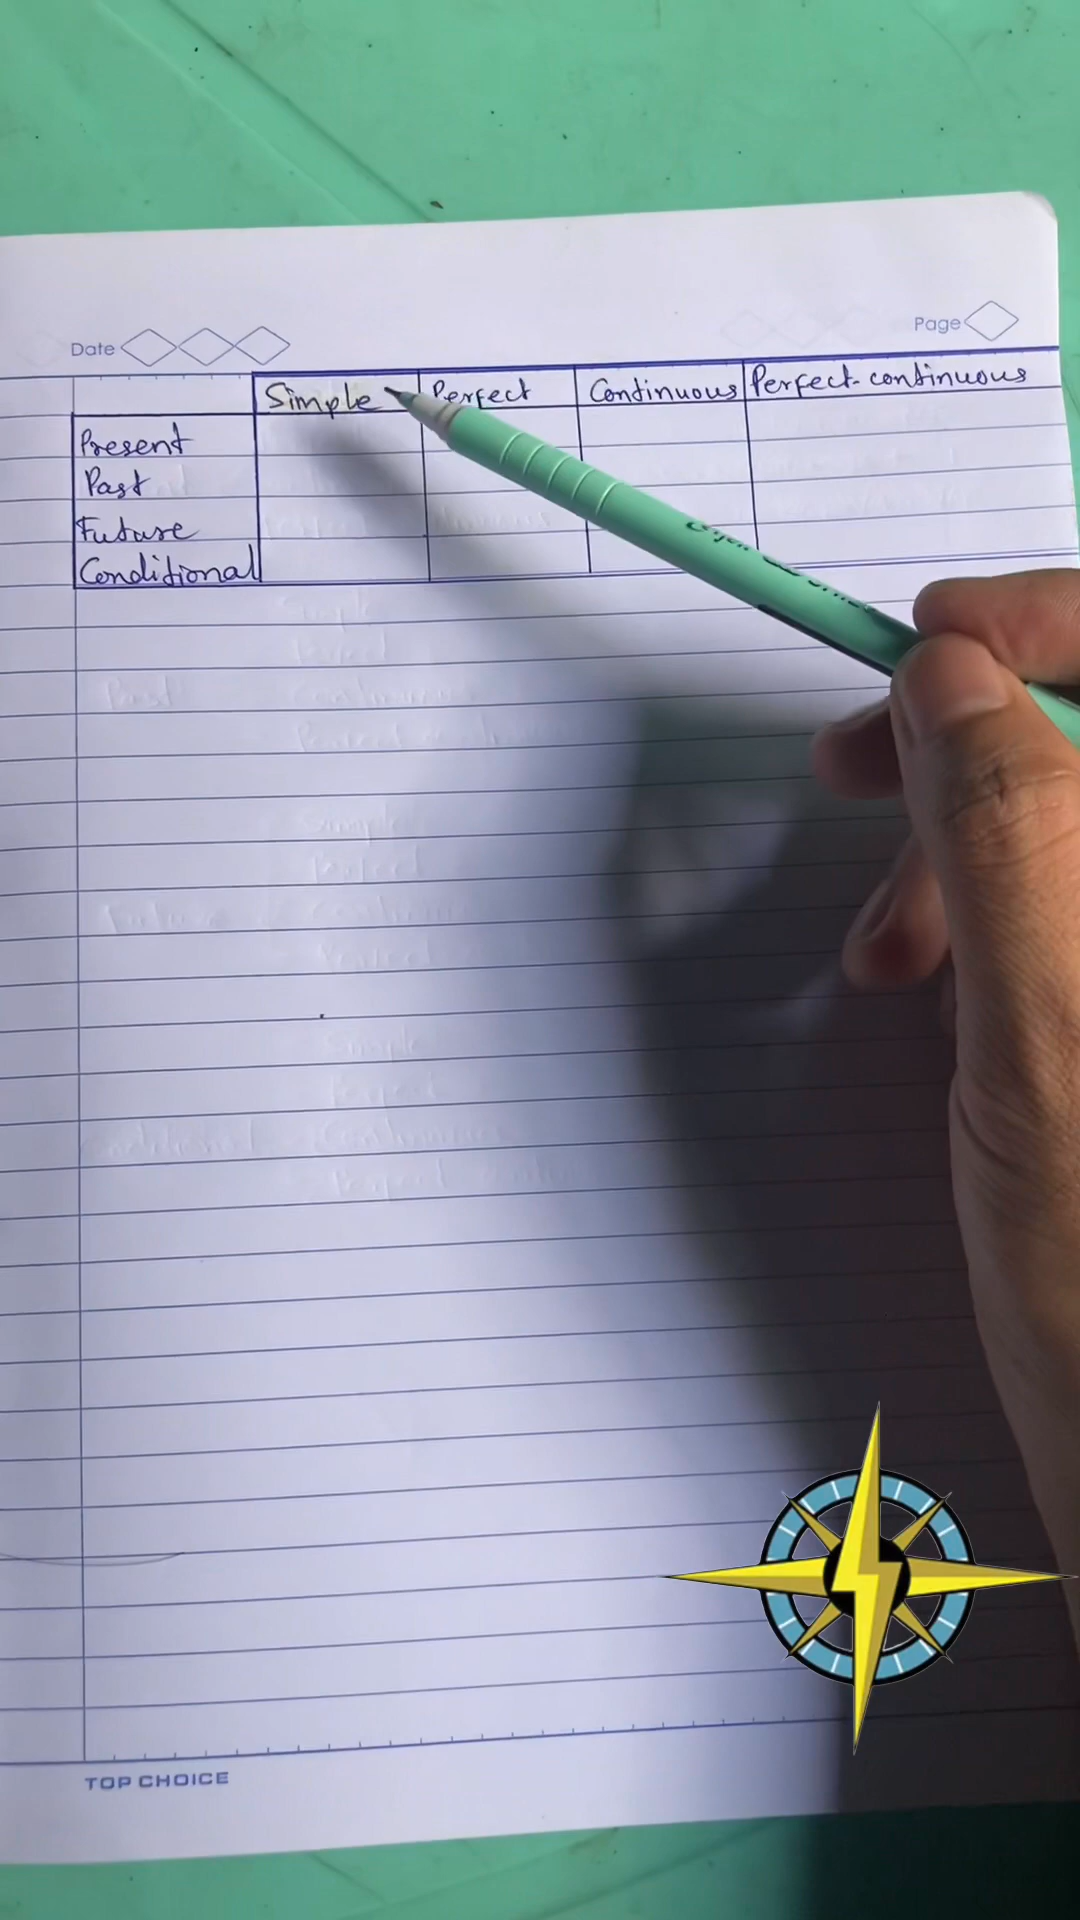 Date
Page
Simple Perfect Continuous Perfect-continuous
Present
Past
Future
Conditional
TOP CHOICE